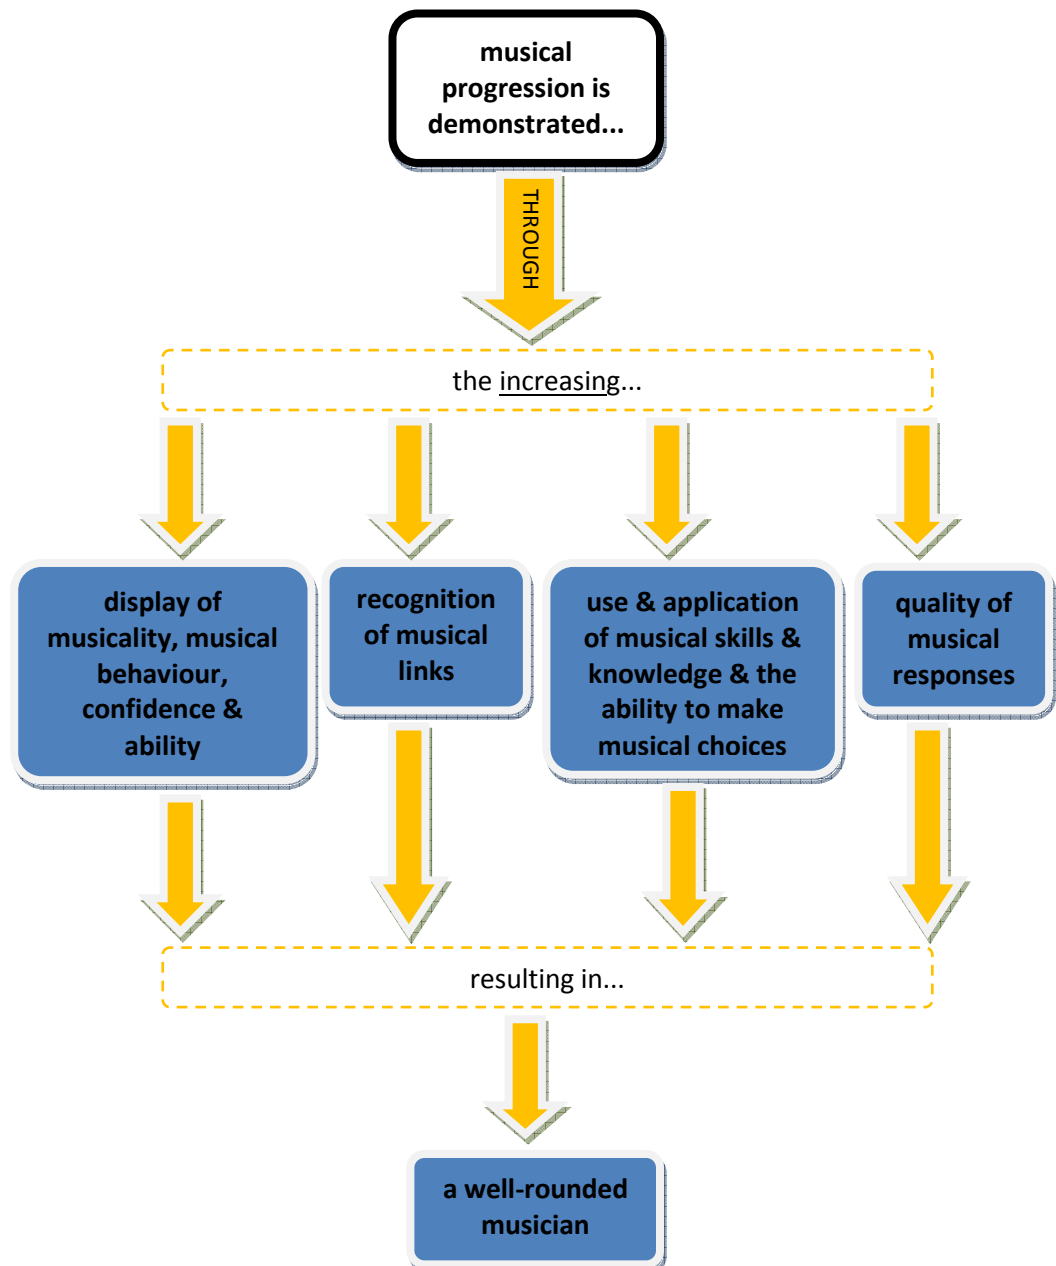 musical
progression is
demonstrated...
THROUGH
the increasing...
display of
musicality, musical
behaviour,
confidence &
ability
recognition
of musical
links
use & application
of musical skills &
knowledge & the
ability to make
musical choices
quality of
musical
responses
resulting in...
a well-rounded
musician